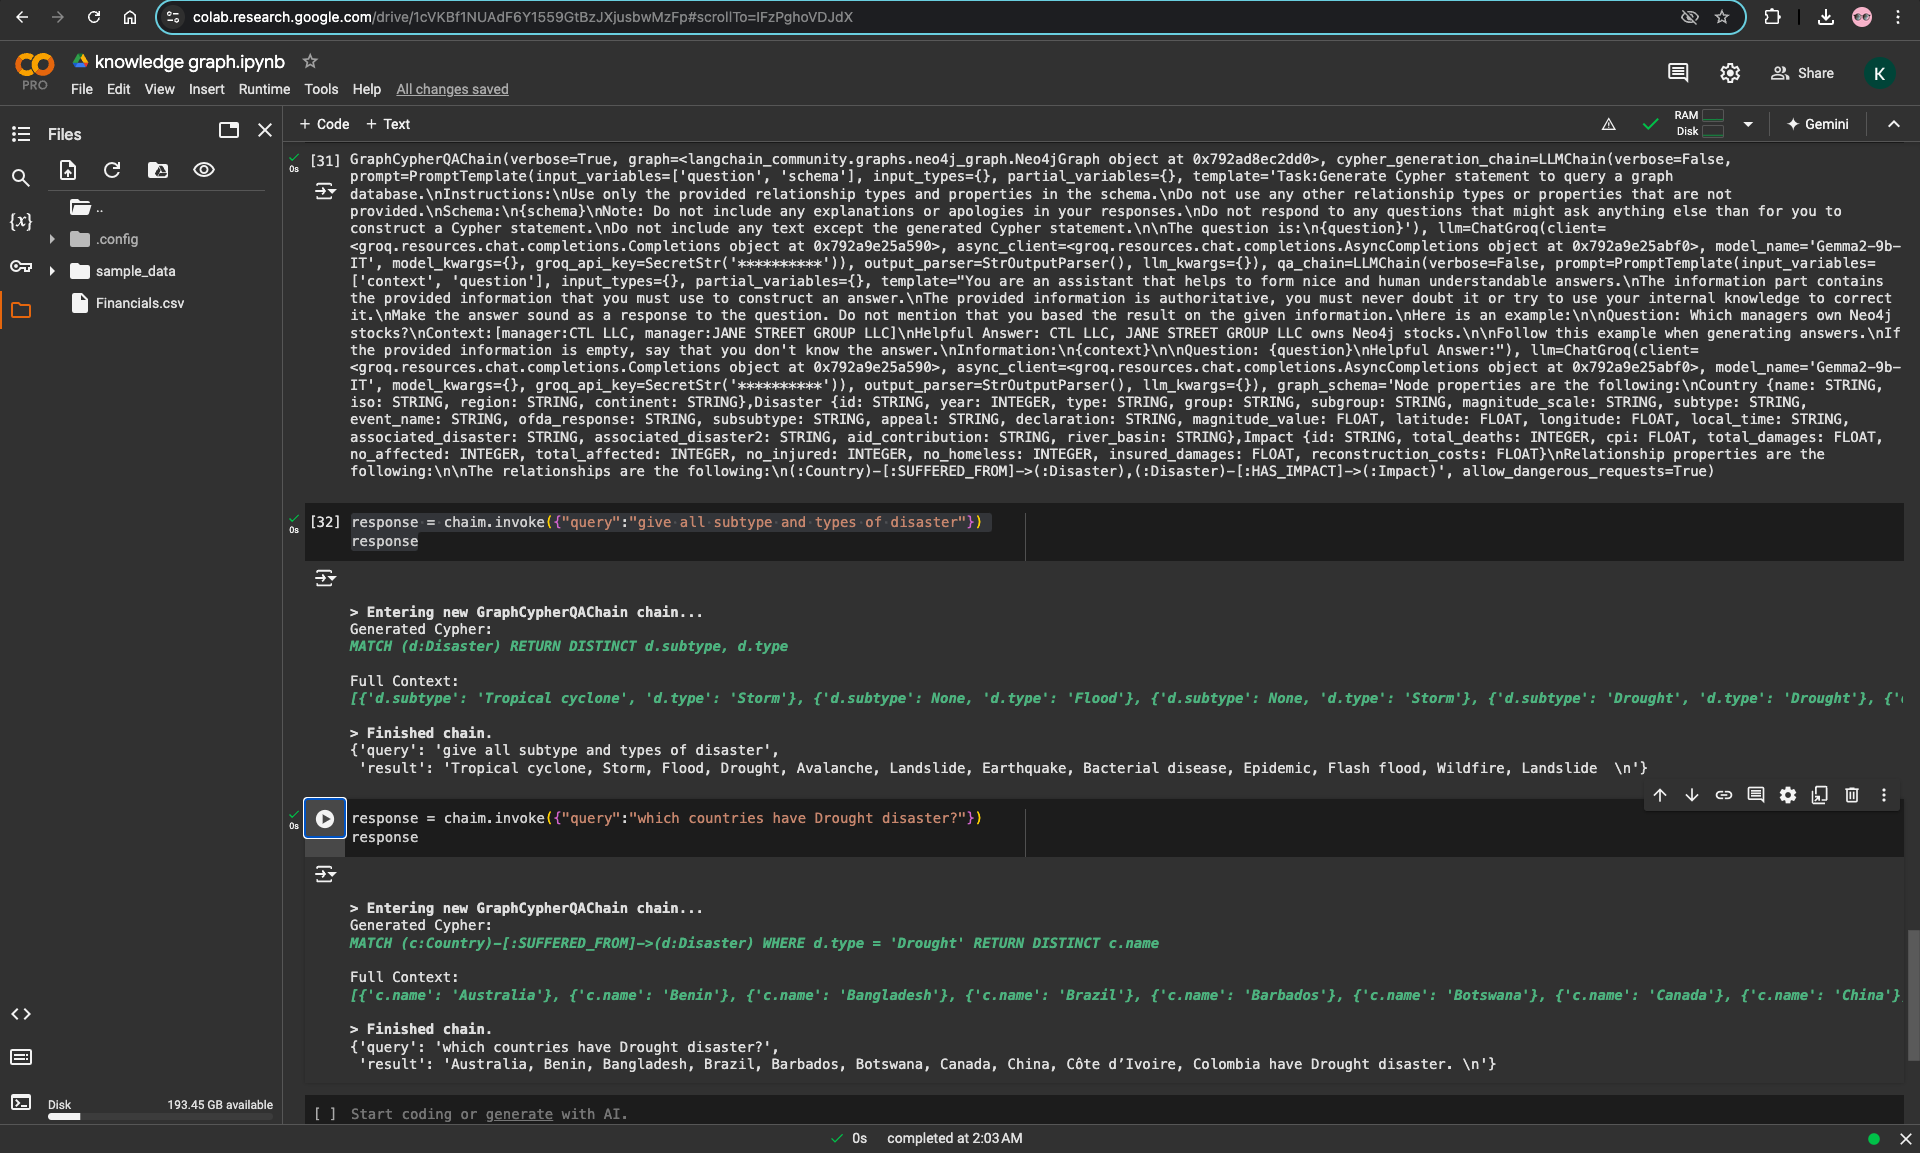 colab.research.google.com/drive/1cVKBf1NUAdF6Y1559GtBzJXjusbwMzFp#scrollTo=IFzPghoVDJdX
PRO
knowledge graph.ipynb
File Edit View Insert Runtime Tools Help All changes saved
Share
K
Files
+ Code + Text
RAM
Disk
Gemini
..
.config
sample_data
Financials.csv
{x}
0s
[31] GraphCypherQAChain(verbose=True, graph=<langchain_community.graphs.neo4j_graph.Neo4jGraph object at 0x792ad8ec2dd0>, cypher_generation_chain=LLMChain(verbose=False,
prompt=PromptTemplate(input_variables=['question', 'schema'], input_types={}, partial_variables={}, template='Task:Generate Cypher statement to query a graph
database.\nInstructions:\nUse only the provided relationship types and properties in the schema.\nDo not use any other relationship types or properties that are not
provided.\nSchema:\n{schema}\nNote: Do not include any explanations or apologies in your responses.\nDo not respond to any questions that might ask anything else than for you to
construct a Cypher statement.\nDo not include any text except the generated Cypher statement.\n\nThe question is:\n{question}'), llm=ChatGroq(client=
<groq.resources.chat.completions.Completions object at 0x792a9e25a590>, async_client=<groq.resources.chat.completions.AsyncCompletions object at 0x792a9e25abf0>, model_name='Gemma2-9b-
IT', model_kwargs={}, groq_api_key=SecretStr('**********')), output_parser=StrOutputParser(), llm_kwargs={}), qa_chain=LLMChain(verbose=False, prompt=PromptTemplate(input_variables=
['context', 'question'], input_types={}, partial_variables={}, template="You are an assistant that helps to form nice and human understandable answers.\nThe information part contains
the provided information that you must use to construct an answer.\nThe provided information is authoritative, you must never doubt it or try to use your internal knowledge to correct
it.\nMake the answer sound as a response to the question. Do not mention that you based the result on the given information.\nHere is an example:\n\nQuestion: Which managers own Neo4j
stocks?\nContext:[manager:CTL LLC, manager:JANE STREET GROUP LLC]\nHelpful Answer: CTL LLC, JANE STREET GROUP LLC owns Neo4j stocks.\n\nFollow this example when generating answers.\nIf
the provided information is empty, say that you don't know the answer.\nInformation:\n{context}\n\nQuestion: {question}\nHelpful Answer:"), llm=ChatGroq(client=
<groq.resources.chat.completions.Completions object at 0x792a9e25a590>, async_client=<groq.resources.chat.completions.AsyncCompletions object at 0x792a9e25abf0>, model_name='Gemma2-9b-
IT', model_kwargs={}, groq_api_key=SecretStr('**********')), output_parser=StrOutputParser(), llm_kwargs={}), graph_schema='Node properties are the following:\nCountry {name: STRING,
iso: STRING, region: STRING, continent: STRING},Disaster {id: STRING, year: INTEGER, type: STRING, group: STRING, subgroup: STRING, magnitude_scale: STRING, subtype: STRING,
event_name: STRING, ofda_response: STRING, subsubtype: STRING, appeal: STRING, declaration: STRING, magnitude_value: FLOAT, latitude: FLOAT, longitude: FLOAT, local_time: STRING,
associated_disaster: STRING, associated_disaster2: STRING, aid_contribution: STRING, river_basin: STRING},Impact {id: STRING, total_deaths: INTEGER, cpi: FLOAT, total_damages: FLOAT,
no_affected: INTEGER, total_affected: INTEGER, no_injured: INTEGER, no_homeless: INTEGER, insured_damages: FLOAT, reconstruction_costs: FLOAT}\nRelationship properties are the
following:\n\nThe relationships are the following:\n(:Country)-[:SUFFERED_FROM]->(:Disaster),(:Disaster)-[:HAS_IMPACT]->(:Impact)', allow_dangerous_requests=True)
0s
[32] response = chaim.invoke({"query":"give all subtype and types of disaster"})
response
> Entering new GraphCypherQAChain chain...
Generated Cypher:
MATCH (d:Disaster) RETURN DISTINCT d.subtype, d.type
Full Context:
[{'d.subtype': 'Tropical cyclone', 'd.type': 'Storm'}, {'d.subtype': None, 'd.type': 'Flood'}, {'d.subtype': None, 'd.type': 'Storm'}, {'d.subtype': 'Drought', 'd.type': 'Drought'}, {'
> Finished chain.
{'query': 'give all subtype and types of disaster',
'result': 'Tropical cyclone, Storm, Flood, Drought, Avalanche, Landslide, Earthquake, Bacterial disease, Epidemic, Flash flood, Wildfire, Landslide  \n'}
0s
response = chaim.invoke({"query":"which countries have Drought disaster?"})
response
> Entering new GraphCypherQAChain chain...
Generated Cypher:
MATCH (c:Country)-[:SUFFERED_FROM]->(d:Disaster) WHERE d.type = 'Drought' RETURN DISTINCT c.name
Full Context:
[{'c.name': 'Australia'}, {'c.name': 'Benin'}, {'c.name': 'Bangladesh'}, {'c.name': 'Brazil'}, {'c.name': 'Barbados'}, {'c.name': 'Botswana'}, {'c.name': 'Canada'}, {'c.name': 'China'}
> Finished chain.
{'query': 'which countries have Drought disaster?',
'result': 'Australia, Benin, Bangladesh, Brazil, Barbados, Botswana, Canada, China, Côte d’Ivoire, Colombia have Drought disaster. \n'}
[ ] Start coding or generate with AI.
Disk 193.45 GB available
0s completed at 2:03 AM